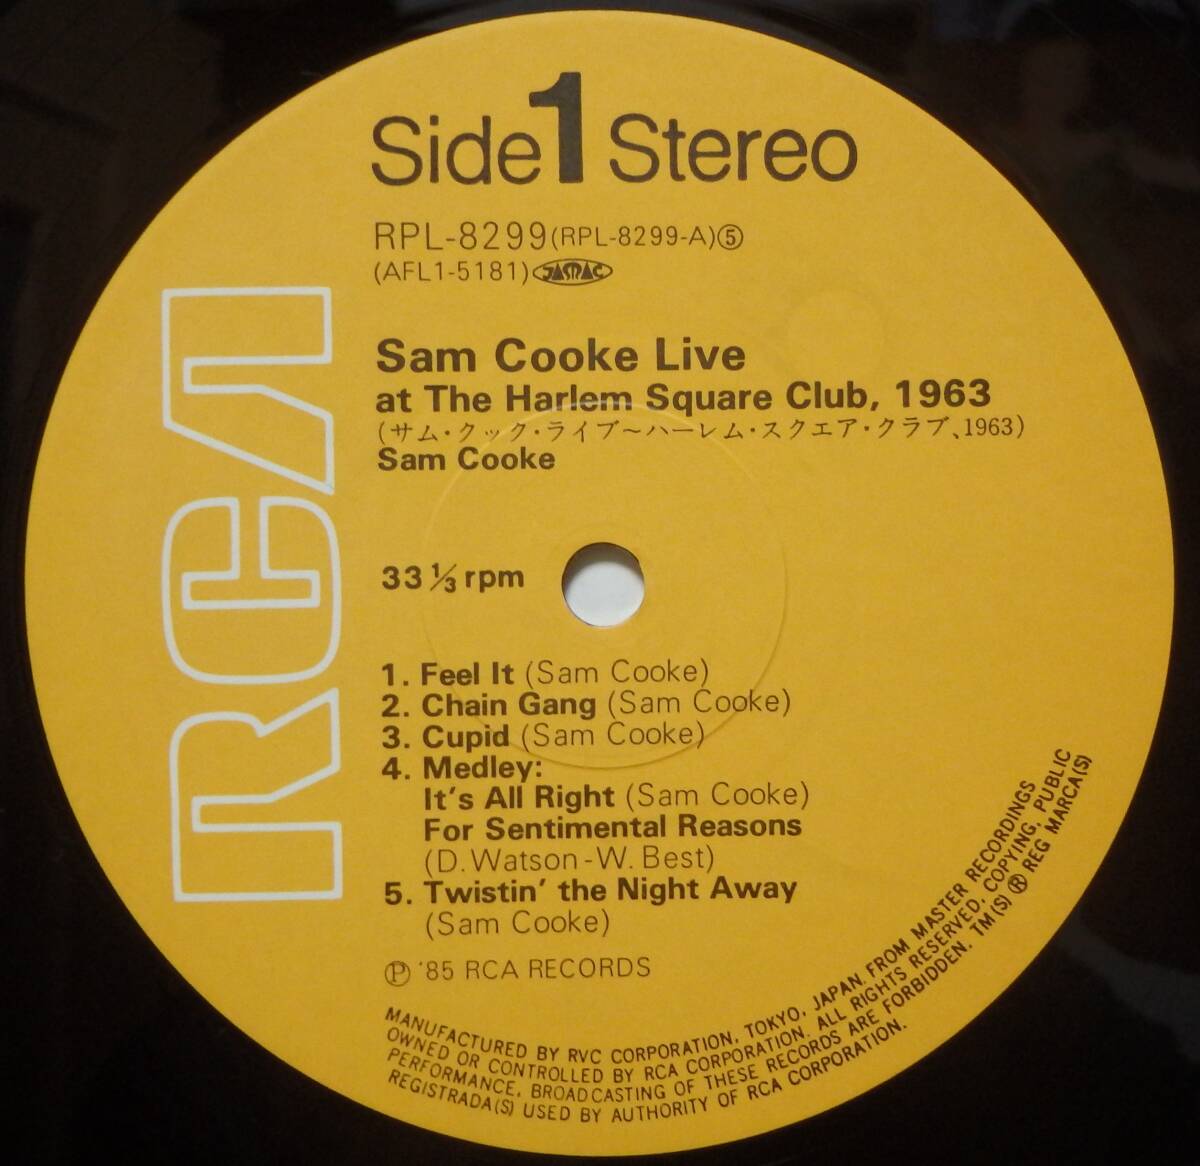 Side 1 Stereo
RPL-8299 (RPL-8299-A)⑤
(AFL1-5181) JASRAC
RCA
Sam Cooke Live
at The Harlem Square Club, 1963
(サム・クック・ライブ～ハーレム・スクエア・クラブ、1963)
Sam Cooke
33 1/3 rpm
1. Feel It (Sam Cooke)
2. Chain Gang (Sam Cooke)
3. Cupid (Sam Cooke)
4. Medley:
It's All Right (Sam Cooke)
For Sentimental Reasons
(D. Watson-W. Best)
5. Twistin' the Night Away
(Sam Cooke)
Ⓟ '85 RCA RECORDS
MANUFACTURED BY RVC CORPORATION, TOKYO, JAPAN. FROM MASTER RECORDINGS
OWNED OR CONTROLLED BY RCA CORPORATION. ALL RIGHTS RESERVED, COPYING, PUBLIC
PERFORMANCE, BROADCASTING OF THESE RECORDS ARE FORBIDDEN. TM(S) ® REG MARCA(S)
REGISTRADA(S) USED BY AUTHORITY OF RCA CORPORATION.